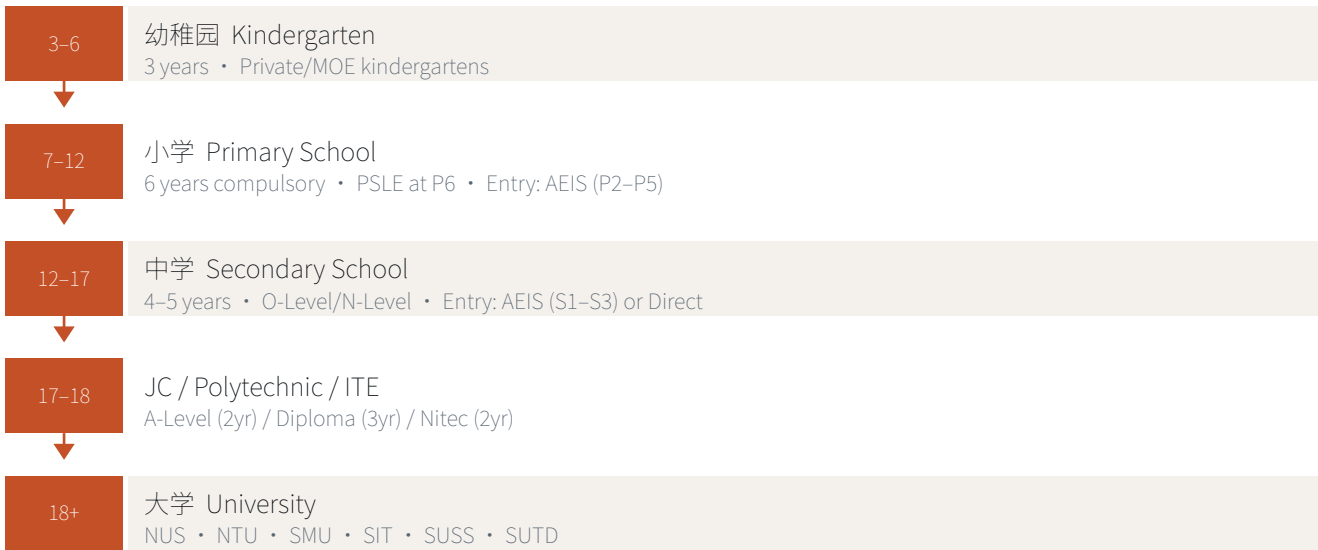 3–6
幼稚园 Kindergarten
3 years • Private/MOE kindergartens
7–12
小学 Primary School
6 years compulsory • PSLE at P6 • Entry: AEIS (P2–P5)
12–17
中学 Secondary School
4–5 years • O-Level/N-Level • Entry: AEIS (S1–S3) or Direct
17–18
JC / Polytechnic / ITE
A-Level (2yr) / Diploma (3yr) / Nitec (2yr)
18+
大学 University
NUS • NTU • SMU • SIT • SUSS • SUTD